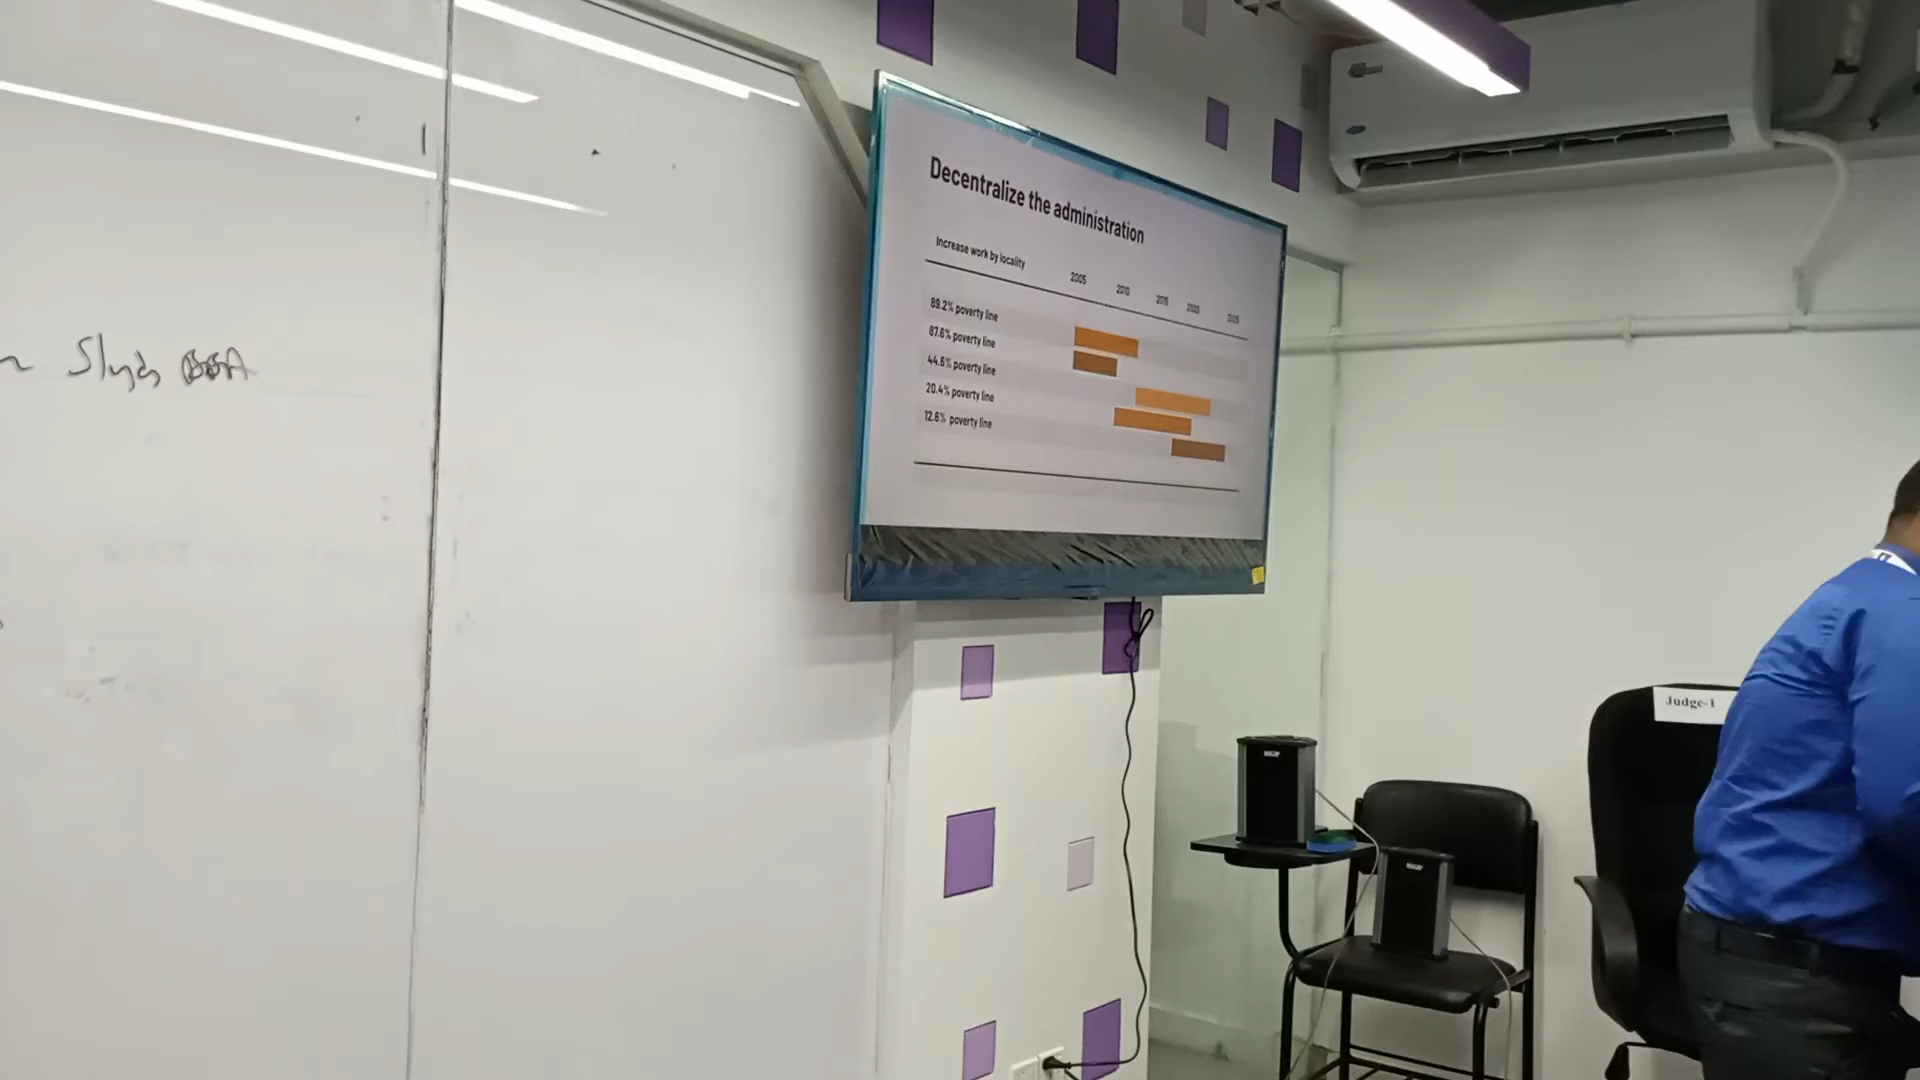 Decentralize the administration
Increase work by locality
2005 2010 2015 2020 2025
89.2% poverty line
87.6% poverty line
44.6% poverty line
20.4% poverty line
12.6% poverty line
Judge-1